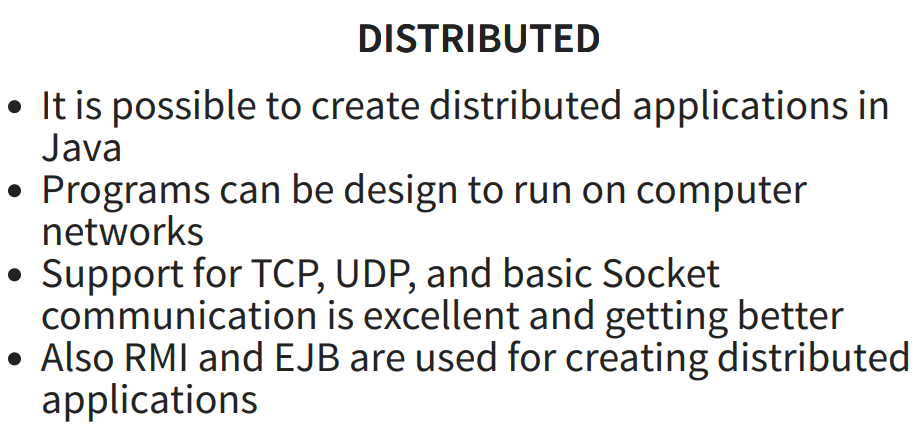 DISTRIBUTED
• It is possible to create distributed applications in
Java
• Programs can be design to run on computer
networks
• Support for TCP, UDP, and basic Socket
communication is excellent and getting better
• Also RMI and EJB are used for creating distributed
applications